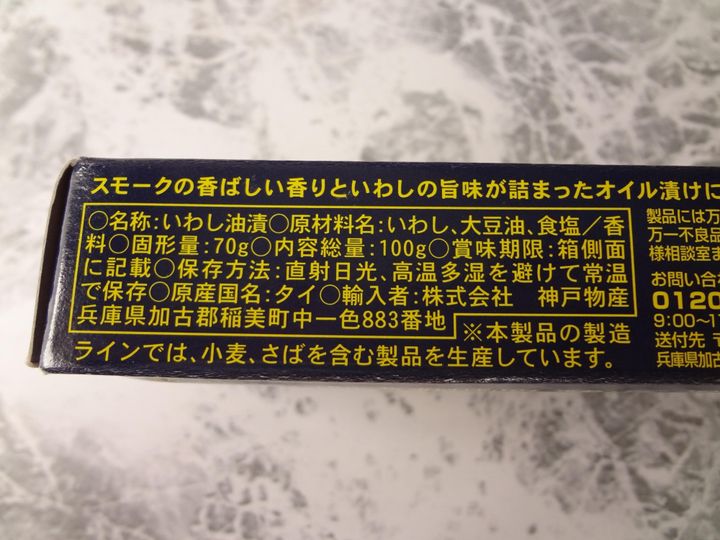 スモークの香ばしい香りといわしの旨味が詰まったオイル漬けに
○名称:いわし油漬○原材料名:いわし、大豆油、食塩／香
料○固形量:70g○内容総量:100g○賞味期限:箱側面
に記載○保存方法:直射日光、高温多湿を避けて常温
で保存○原産国名:タイ○輸入者:株式会社　神戸物産
兵庫県加古郡稲美町中一色883番地
※本製品の製造
ラインでは、小麦、さばを含む製品を生産しています。
製品には万
万一不良品
様相談室ま
お問い合わ
0120
9:00〜1
送付先
兵庫県加古